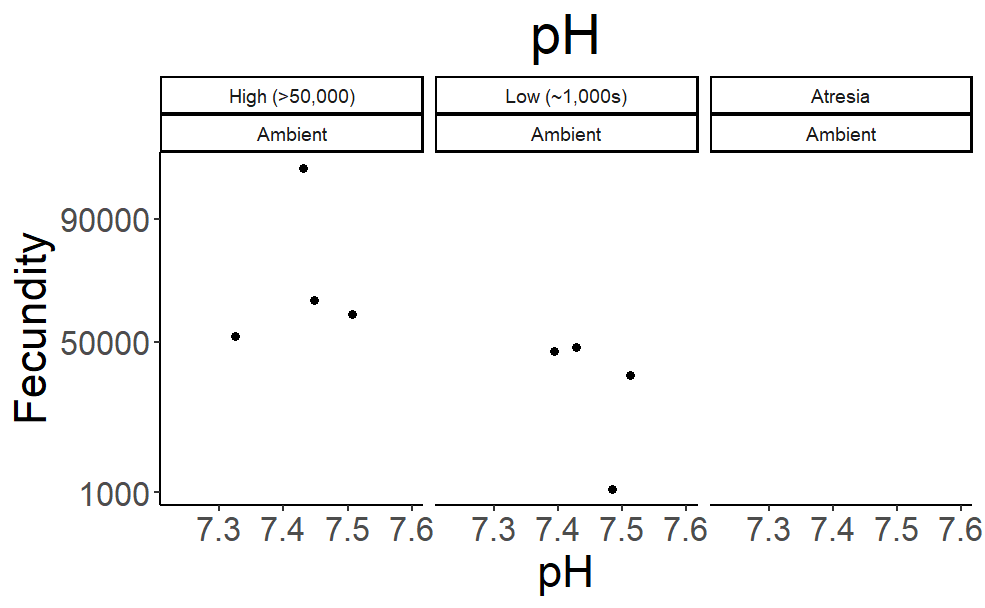 pH
High (>50,000) Low (~1,000s) Atresia
Ambient Ambient Ambient
Fecundity
90000
50000
1000
7.3 7.4 7.5 7.6 7.3 7.4 7.5 7.6 7.3 7.4 7.5 7.6
pH